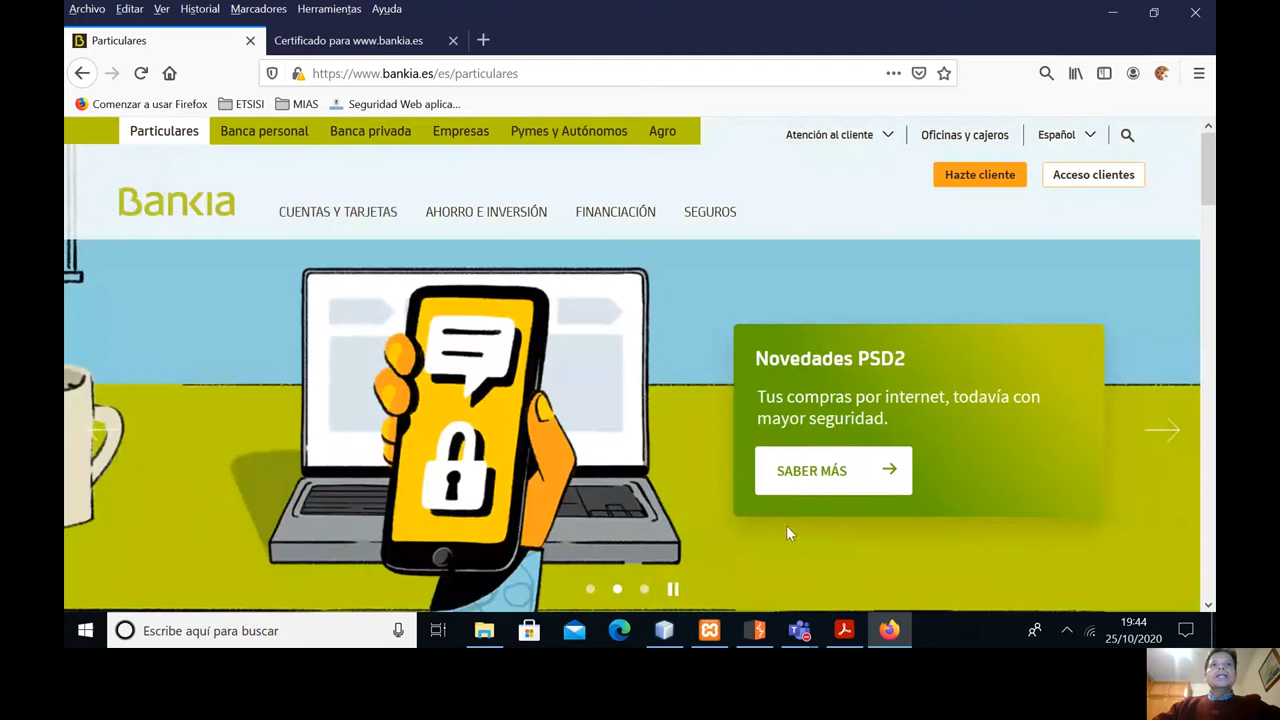 Archivo Editar Ver Historial Marcadores Herramientas Ayuda
Particulares
Certificado para www.bankia.es
https://www.bankia.es/es/particulares
Comenzar a usar Firefox ETSISI MIAS Seguridad Web aplica...
Particulares Banca personal Banca privada Empresas Pymes y Autónomos Agro
Atención al cliente Oficinas y cajeros Español
Hazte cliente Acceso clientes
Bankia
CUENTAS Y TARJETAS AHORRO E INVERSIÓN FINANCIACIÓN SEGUROS
Novedades PSD2
Tus compras por internet, todavía con
mayor seguridad.
SABER MÁS
Escribe aquí para buscar
19:44
25/10/2020